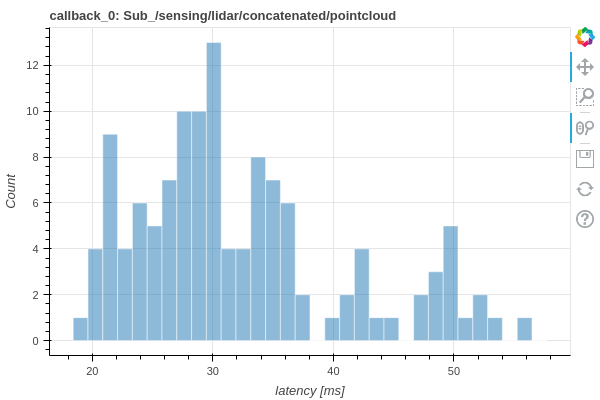 callback_0: Sub_/sensing/lidar/concatenated/pointcloud
Count
12
10
8
6
4
2
0
20 30 40 50
latency [ms]